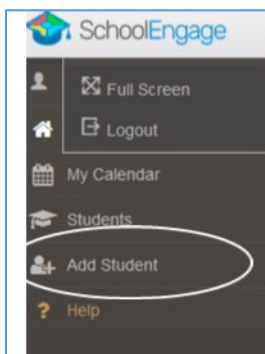 SchoolEngage
Full Screen
Logout
My Calendar
Students
Add Student
? Help